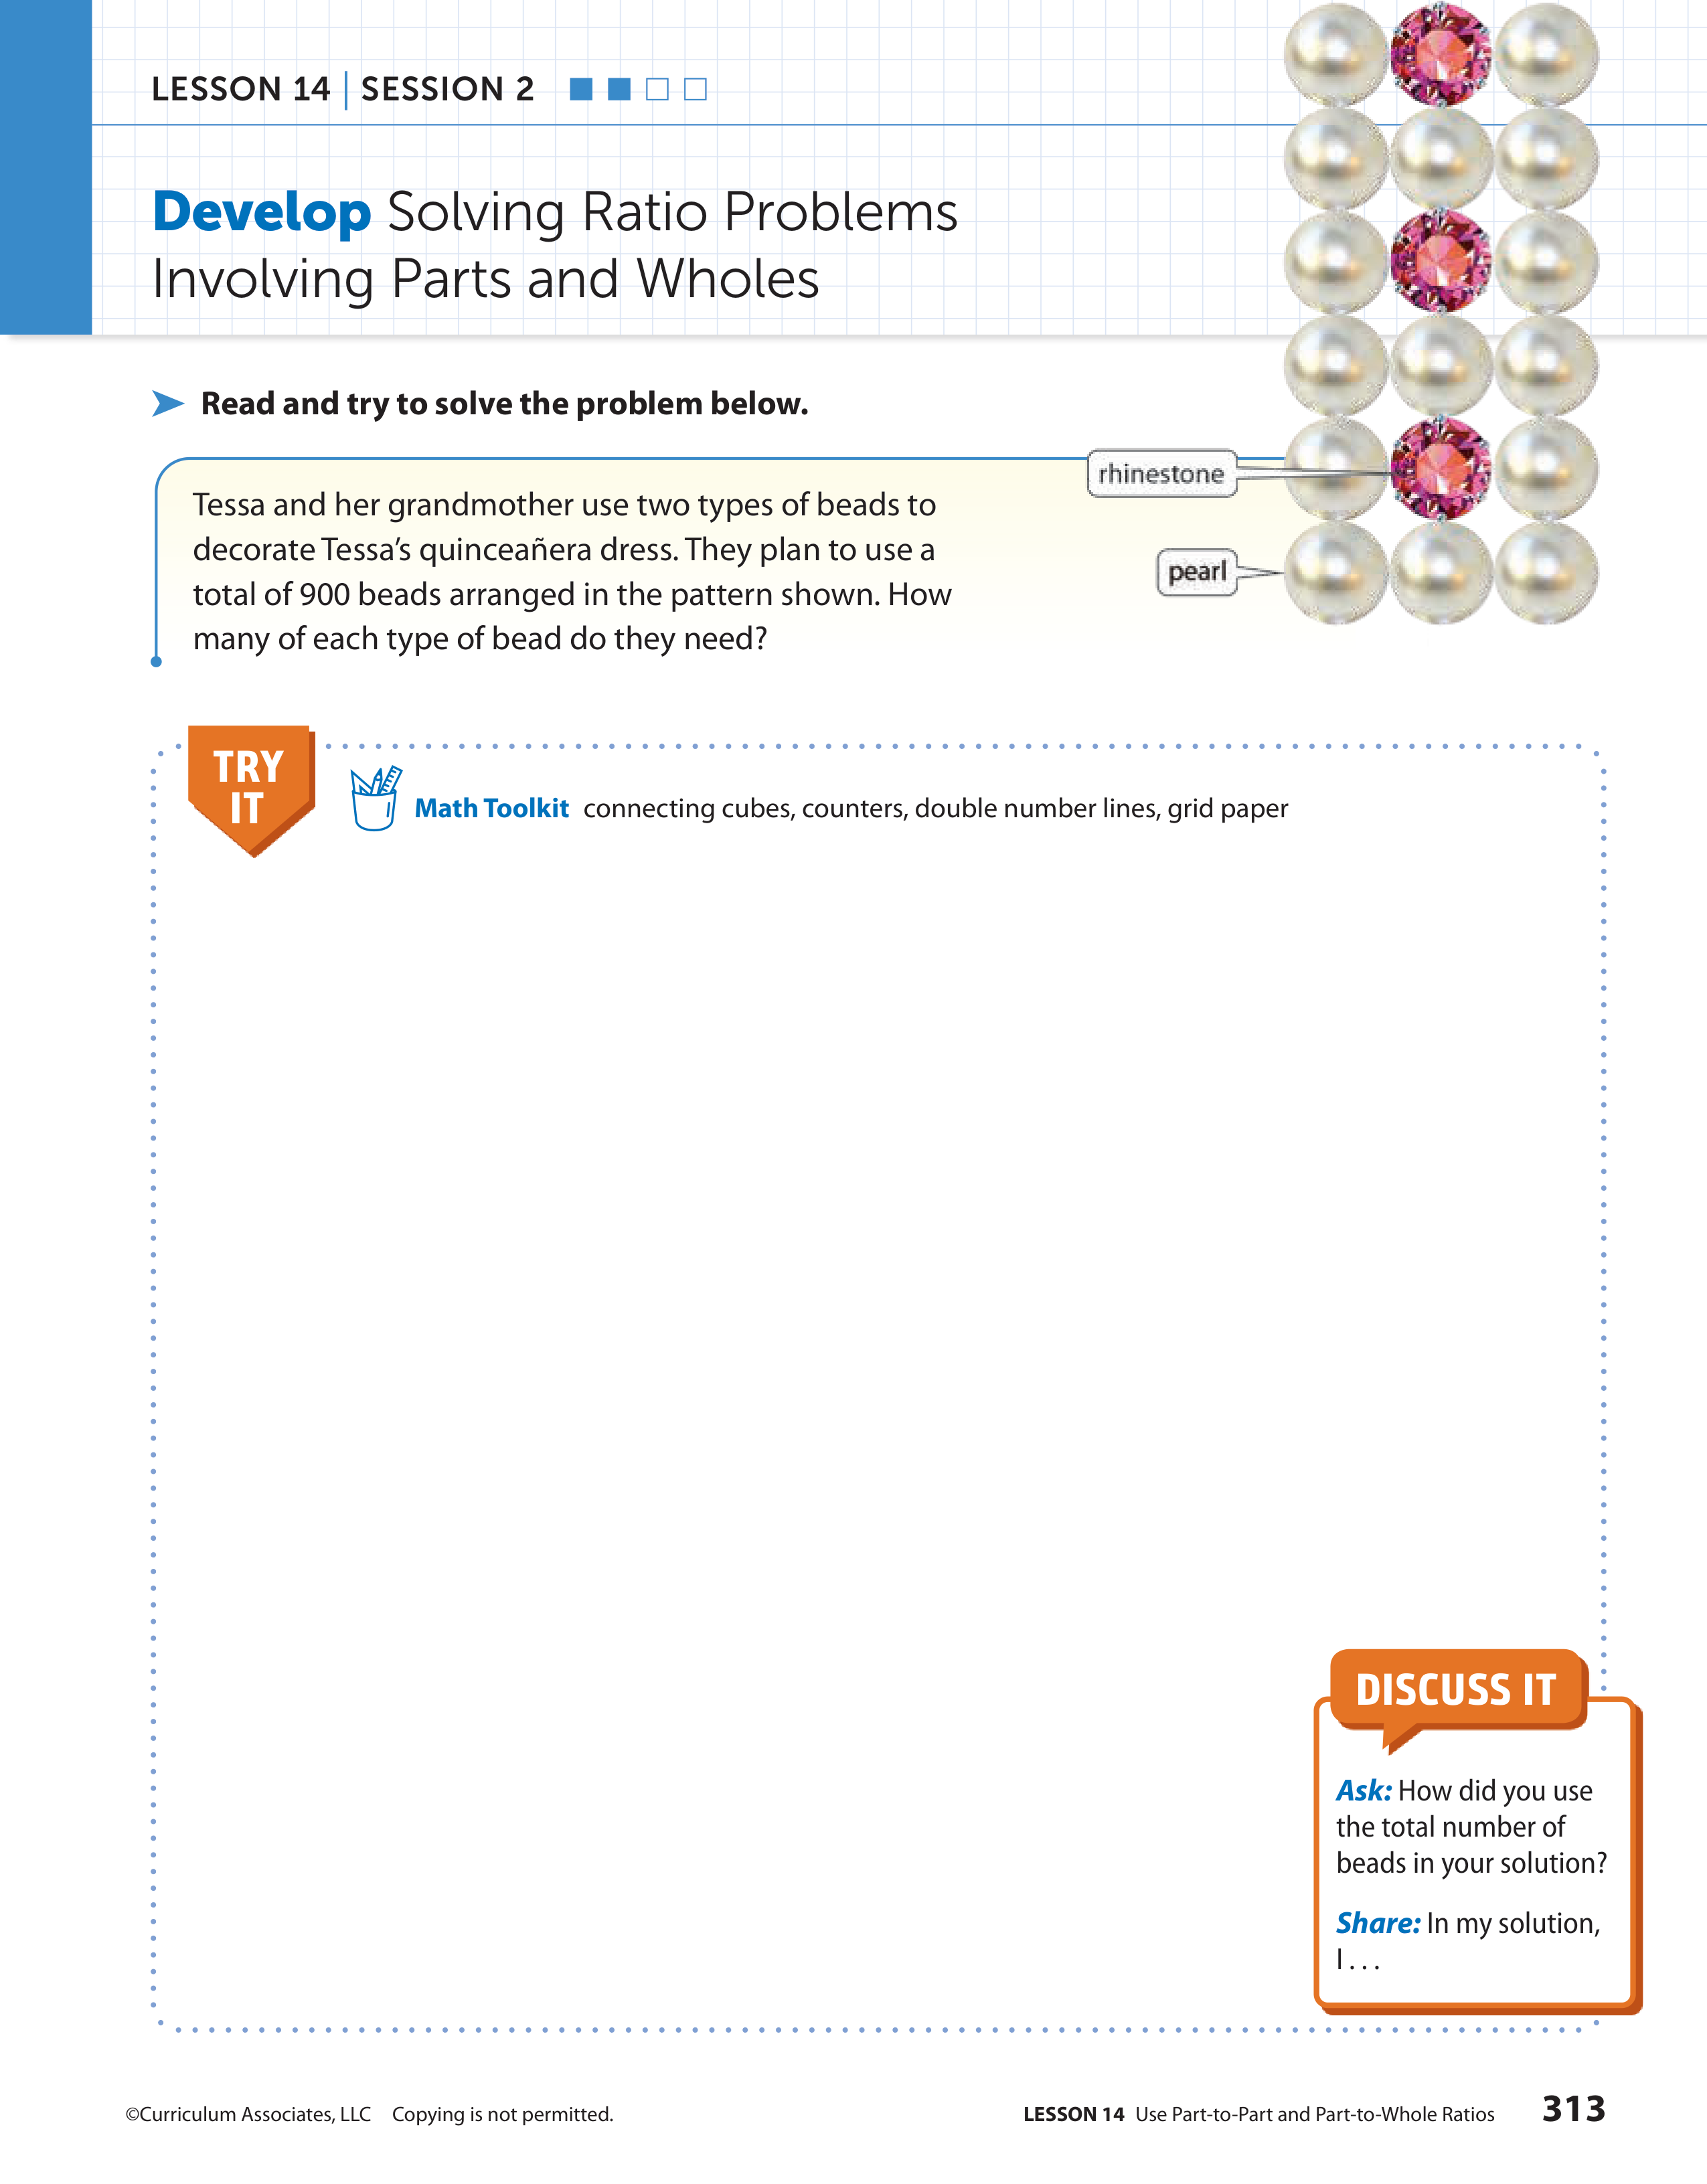 LESSON 14 | SESSION 2
Develop Solving Ratio Problems
Involving Parts and Wholes
Read and try to solve the problem below.
Tessa and her grandmother use two types of beads to
decorate Tessa’s quinceañera dress. They plan to use a
total of 900 beads arranged in the pattern shown. How
many of each type of bead do they need?
rhinestone
pearl
TRY
IT
Math Toolkit connecting cubes, counters, double number lines, grid paper
DISCUSS IT
Ask: How did you use
the total number of
beads in your solution?
Share: In my solution,
I . . .
©Curriculum Associates, LLC Copying is not permitted.
LESSON 14 Use Part-to-Part and Part-to-Whole Ratios 313